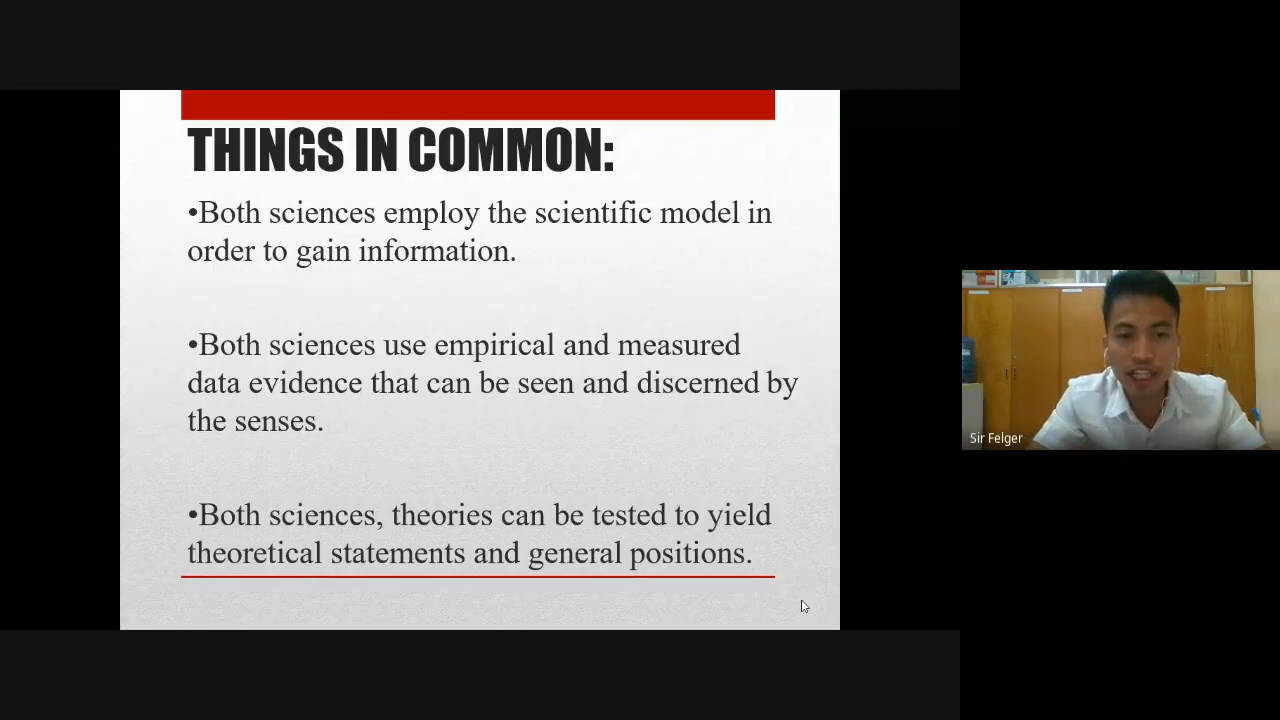 THINGS IN COMMON:
•Both sciences employ the scientific model in
order to gain information.
•Both sciences use empirical and measured
data evidence that can be seen and discerned by
the senses.
•Both sciences, theories can be tested to yield
theoretical statements and general positions.
Sir Felger